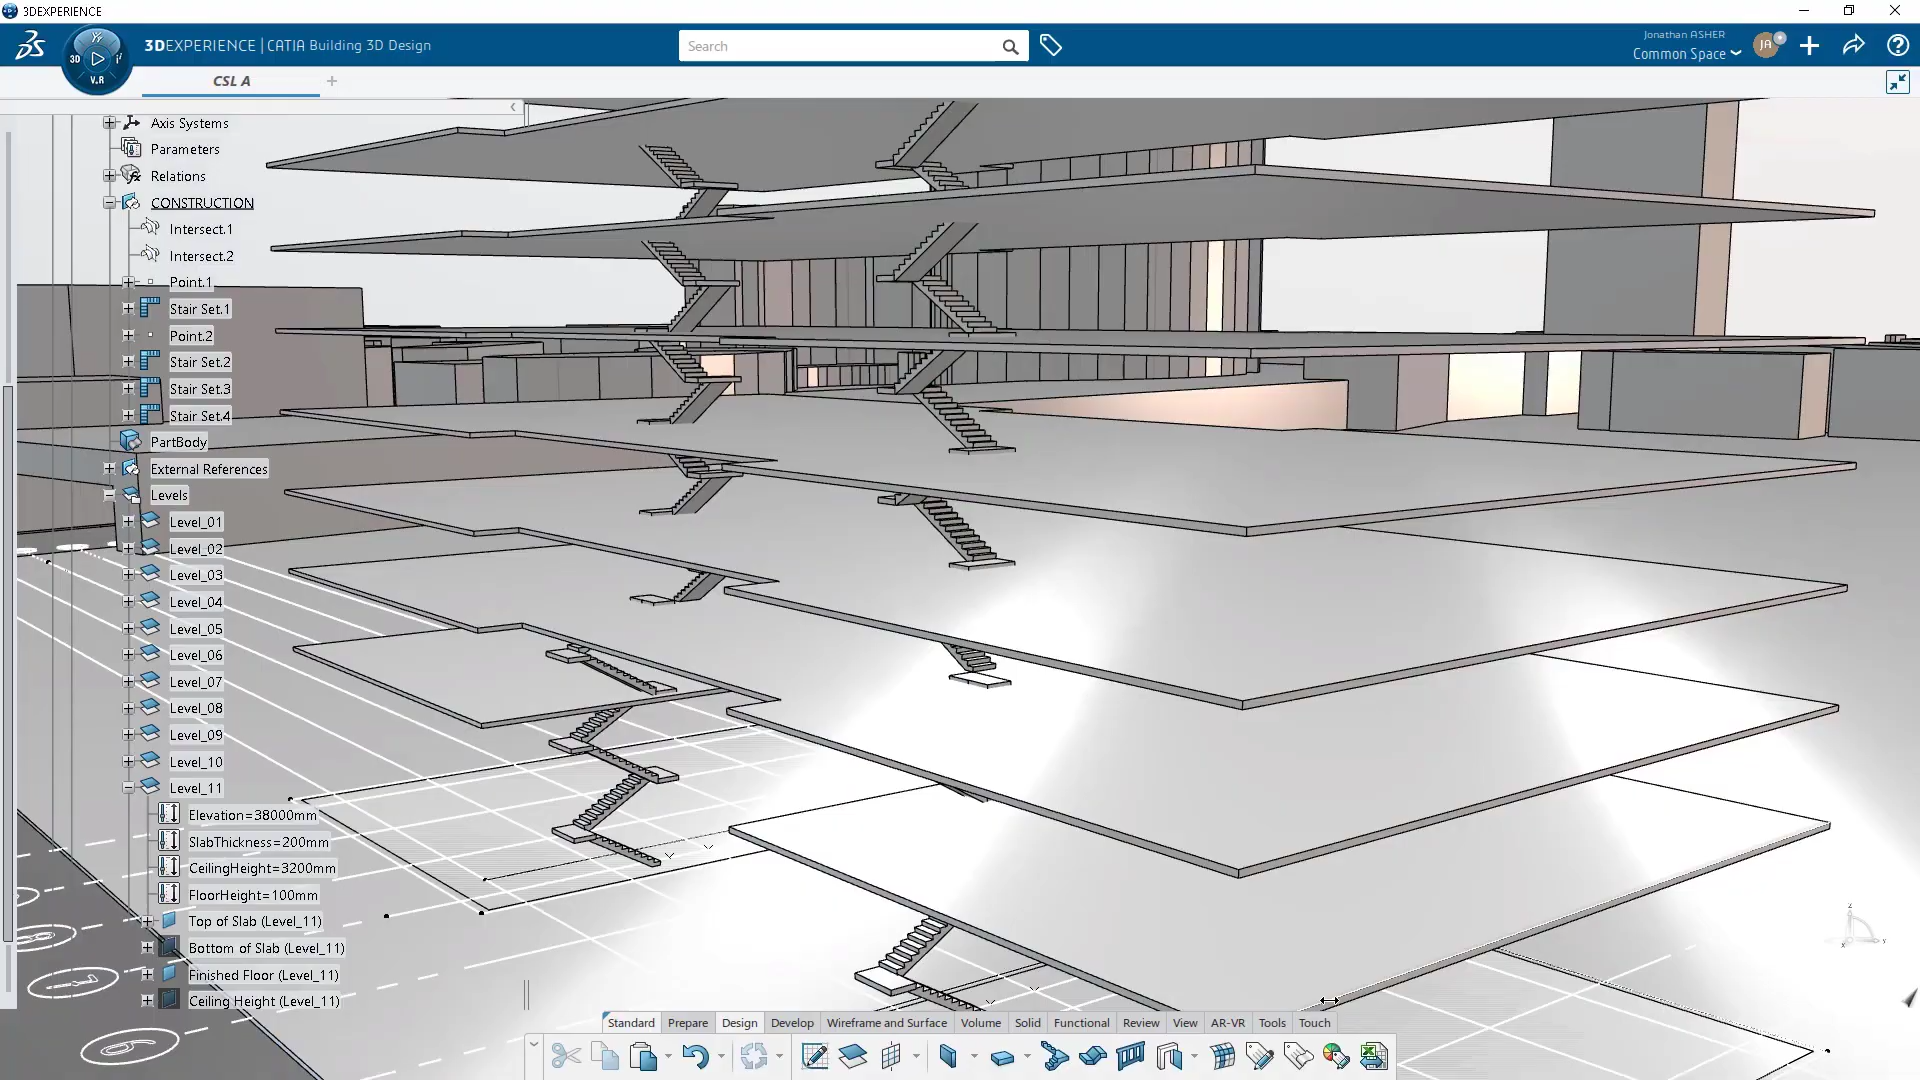 3DEXPERIENCE
3DEXPERIENCE | CATIA Building 3D Design
Search
Jonathan ASHER
Common Space
JA
3D
V.R
CSL A
Axis Systems
Parameters
Relations
CONSTRUCTION
Intersect.1
Intersect.2
Point.1
Stair Set.1
Point.2
Stair Set.2
Stair Set.3
Stair Set.4
PartBody
External References
Levels
Level_01
Level_02
Level_03
Level_04
Level_05
Level_06
Level_07
Level_08
Level_09
Level_10
Level_11
Elevation=38000mm
SlabThickness=200mm
CeilingHeight=3200mm
FloorHeight=100mm
Top of Slab (Level_11)
Bottom of Slab (Level_11)
Finished Floor (Level_11)
Ceiling Height (Level_11)
Standard Prepare Design Develop Wireframe and Surface Volume Solid Functional Review View AR-VR Tools Touch